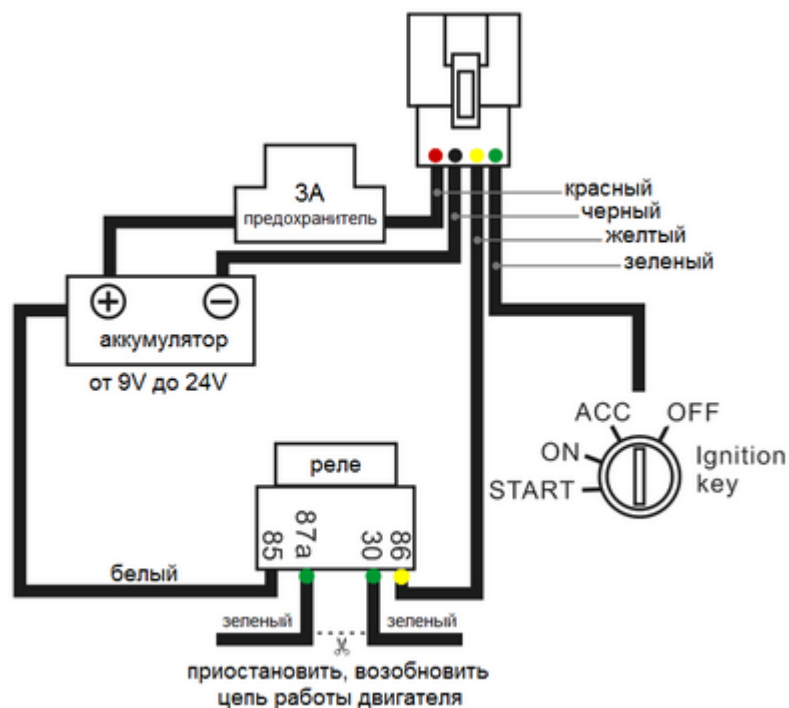 3А
предохранитель
красный
черный
желтый
зеленый
аккумулятор
от 9V до 24V
ACC
OFF
ON
START
Ignition
key
реле
85
87a
30
86
белый
зеленый
зеленый
приостановить, возобновить
цепь работы двигателя